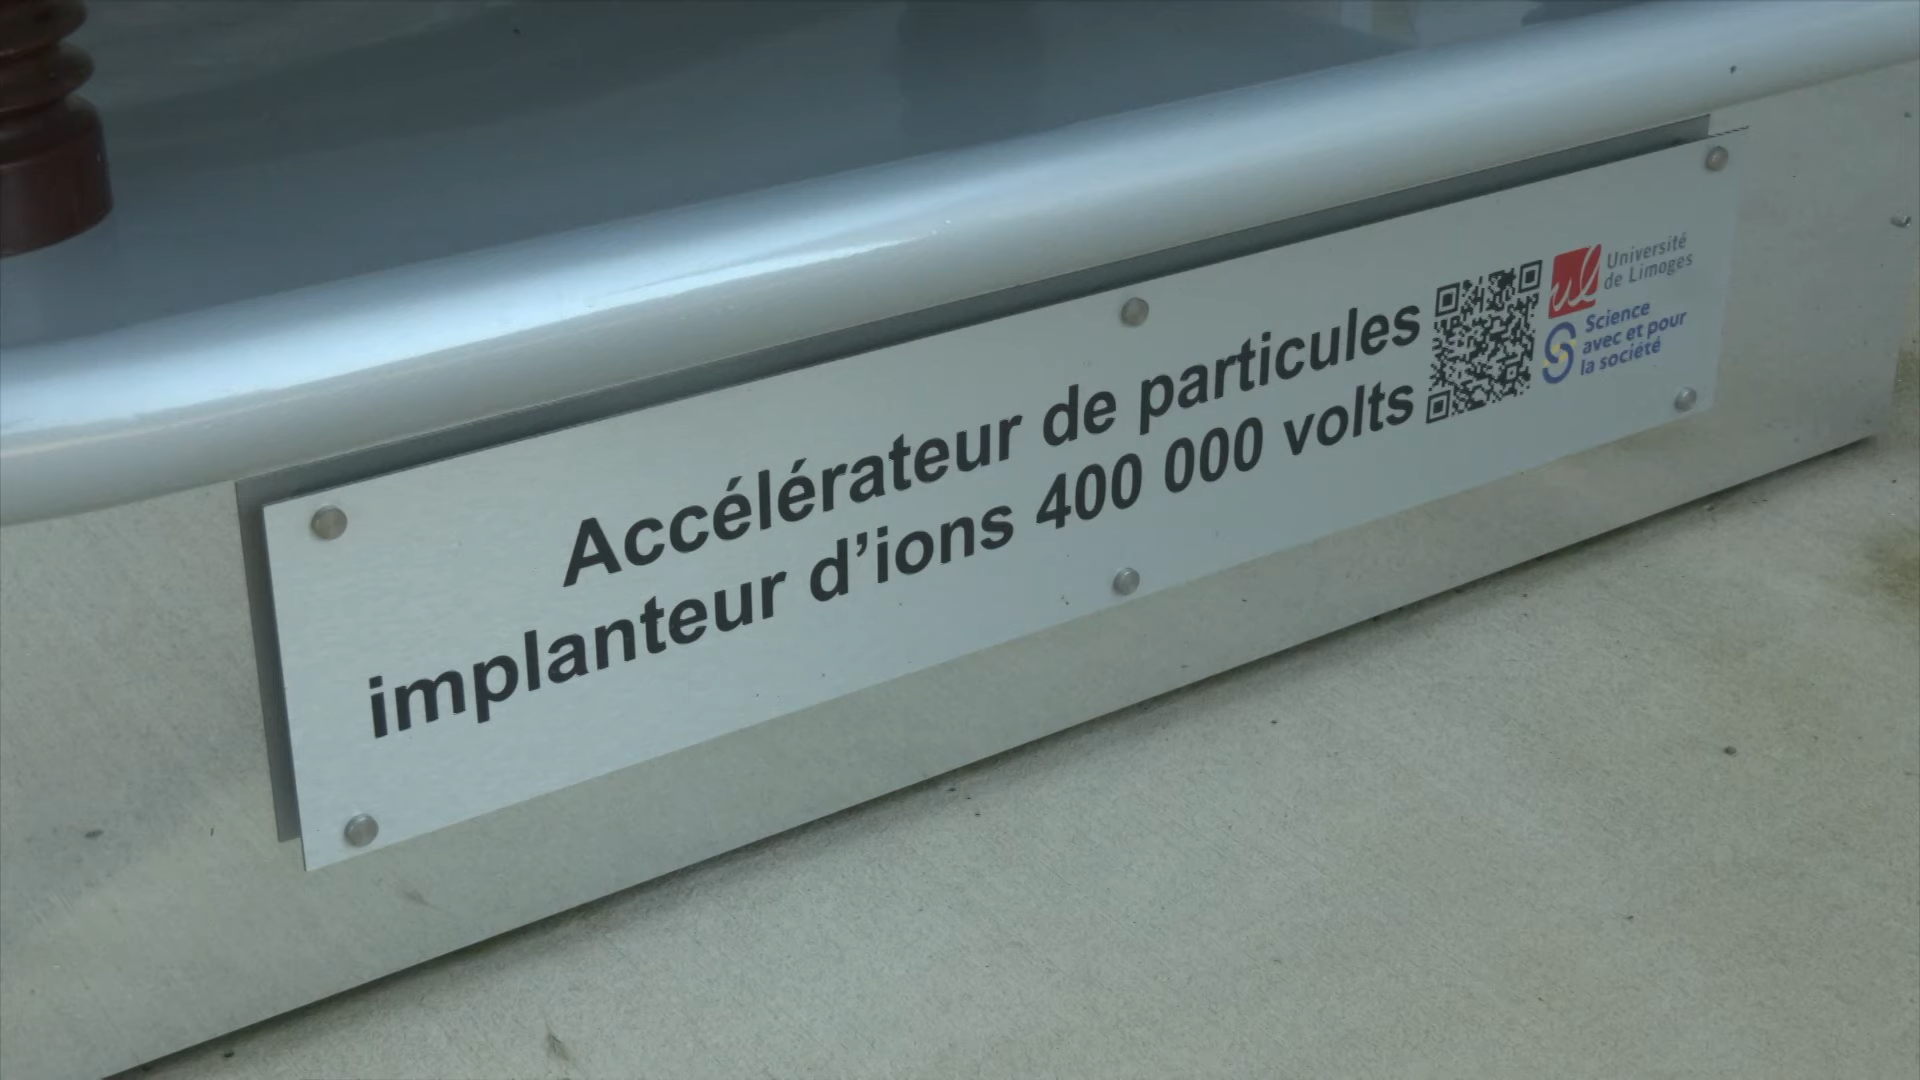 Accélérateur de particules
implanteur d'ions 400 000 volts
Université
de Limoges
Science
avec et pour
la société